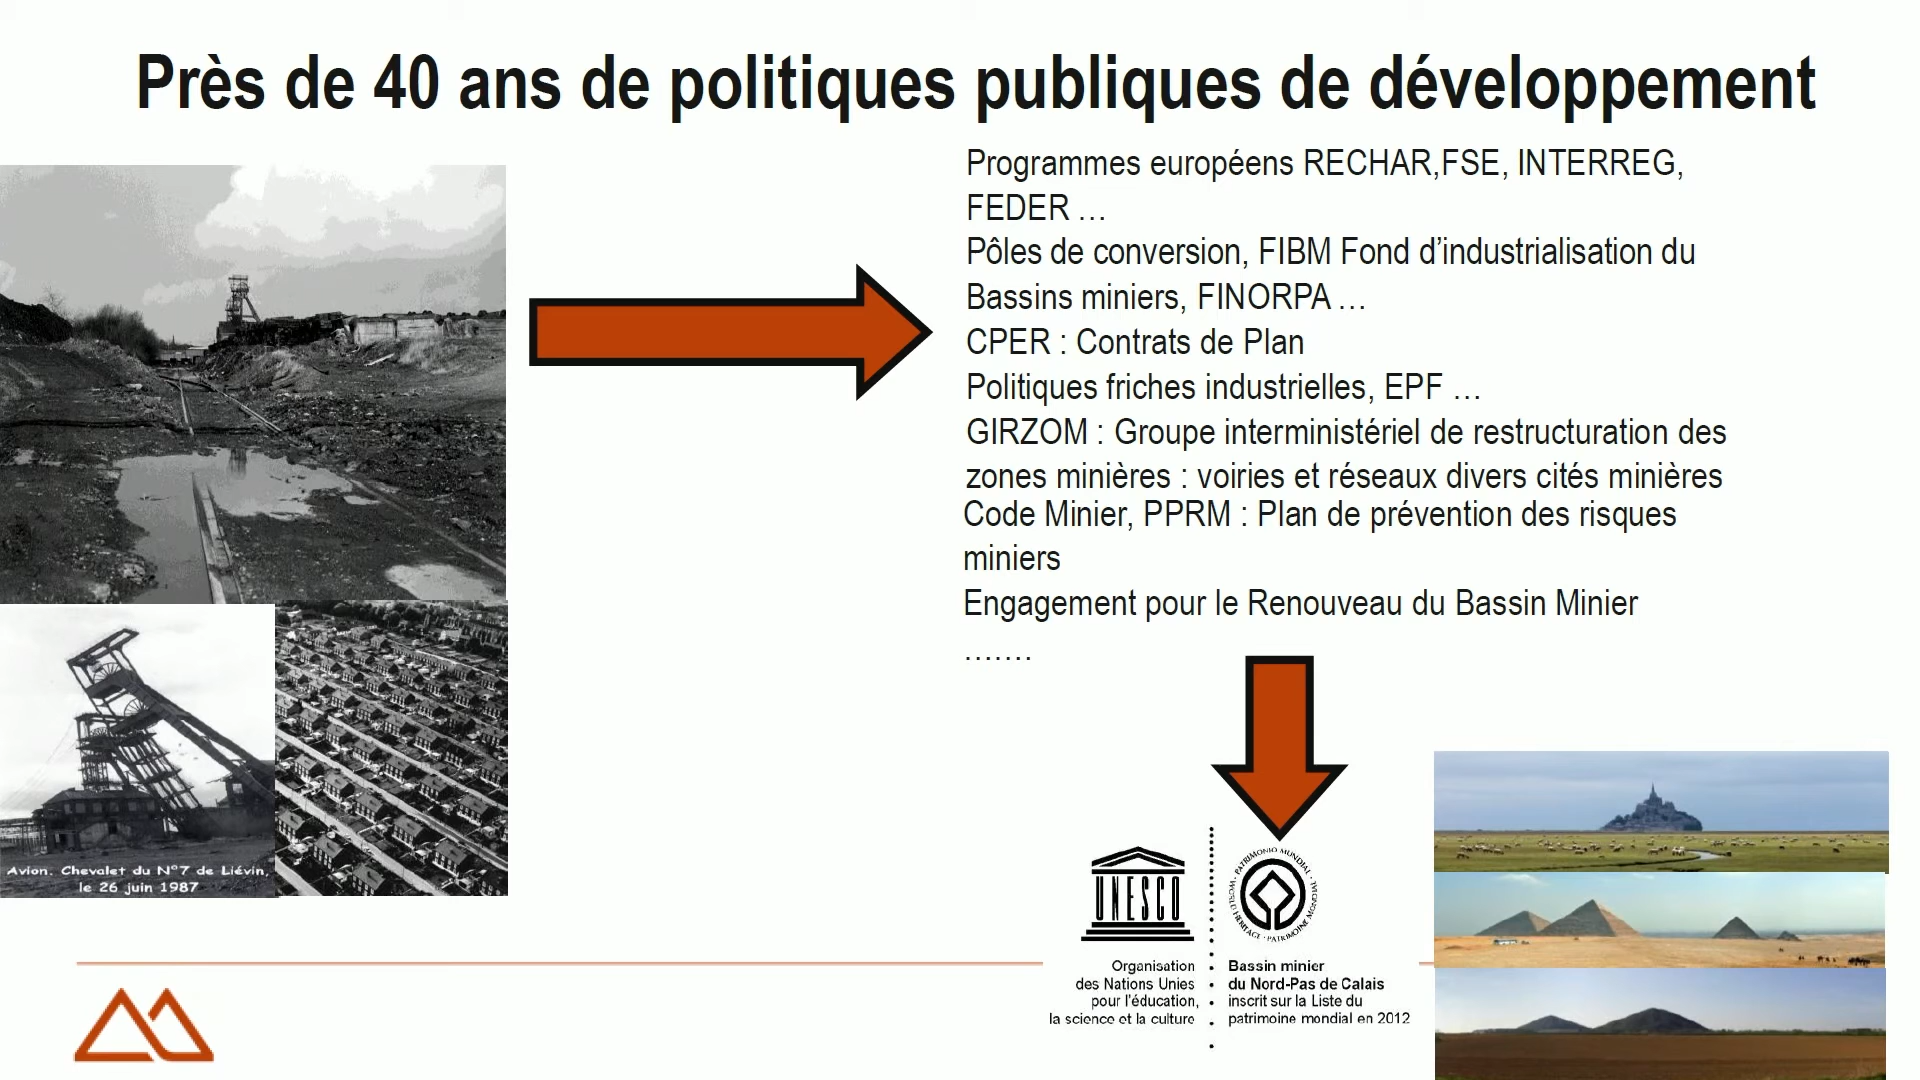 Près de 40 ans de politiques publiques de développement
Programmes européens RECHAR,FSE, INTERREG,
FEDER …
Pôles de conversion, FIBM Fond d’industrialisation du
Bassins miniers, FINORPA …
CPER : Contrats de Plan
Politiques friches industrielles, EPF …
GIRZOM : Groupe interministériel de restructuration des
zones minières : voiries et réseaux divers cités minières
Code Minier, PPRM : Plan de prévention des risques
miniers
Engagement pour le Renouveau du Bassin Minier
…….
Avion. Chevalet du N°7 de Liévin,
le 26 juin 1987
UNESCO
PATRIMONIO MUNDIAL • WORLD HERITAGE • PATRIMOINE MONDIAL •
Organisation
des Nations Unies
pour l'éducation,
la science et la culture
Bassin minier
du Nord-Pas de Calais
inscrit sur la Liste du
patrimoine mondial en 2012